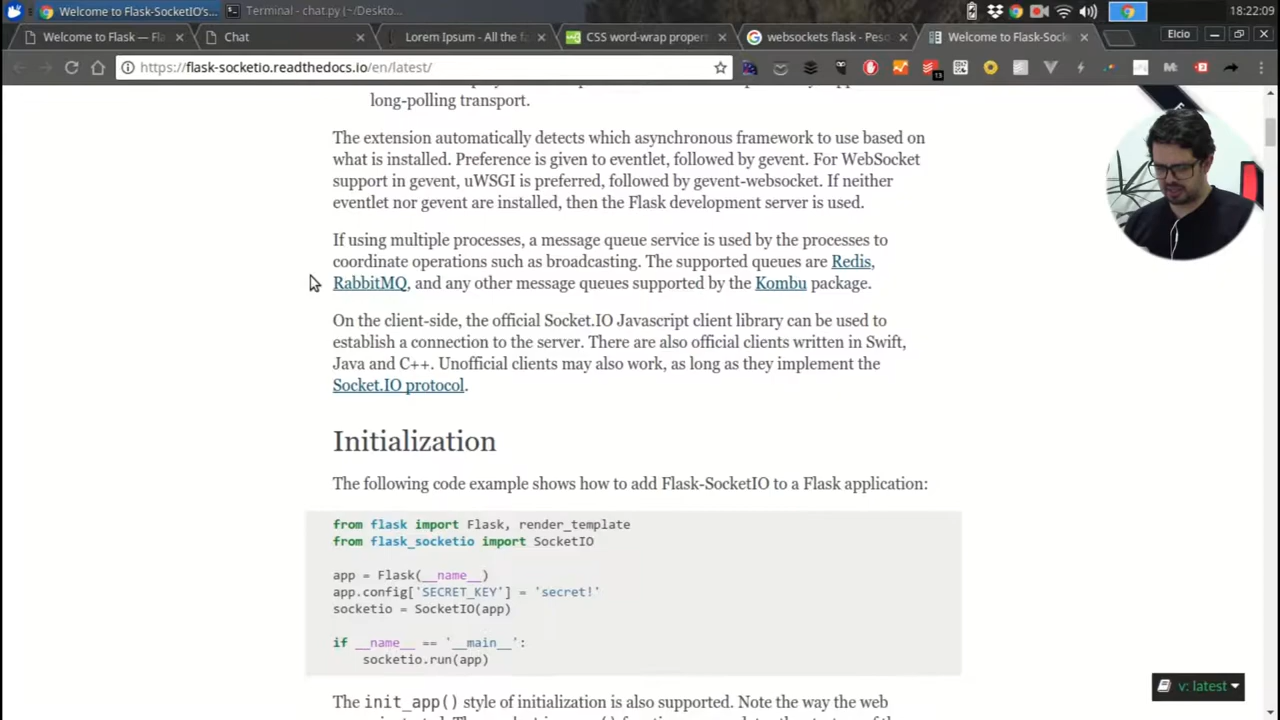 Welcome to Flask-SocketIO's...
Terminal - chat.py (~/Deskto...
18:22:09
Welcome to Flask — Fl
Chat
Lorem Ipsum - All the f
CSS word-wrap proper
websockets flask - Pes
Welcome to Flask-Sock
Elcio
https://flask-socketio.readthedocs.io/en/latest/
13
long-polling transport.
The extension automatically detects which asynchronous framework to use based on
what is installed. Preference is given to eventlet, followed by gevent. For WebSocket
support in gevent, uWSGI is preferred, followed by gevent-websocket. If neither
eventlet nor gevent are installed, then the Flask development server is used.
If using multiple processes, a message queue service is used by the processes to
coordinate operations such as broadcasting. The supported queues are Redis,
RabbitMQ, and any other message queues supported by the Kombu package.
On the client-side, the official Socket.IO Javascript client library can be used to
establish a connection to the server. There are also official clients written in Swift,
Java and C++. Unofficial clients may also work, as long as they implement the
Socket.IO protocol.
Initialization
The following code example shows how to add Flask-SocketIO to a Flask application:
from flask import Flask, render_template
from flask_socketio import SocketIO
app = Flask(__name__)
app.config['SECRET_KEY'] = 'secret!'
socketio = SocketIO(app)
if __name__ == '__main__':
socketio.run(app)
The init_app() style of initialization is also supported. Note the way the web
v: latest